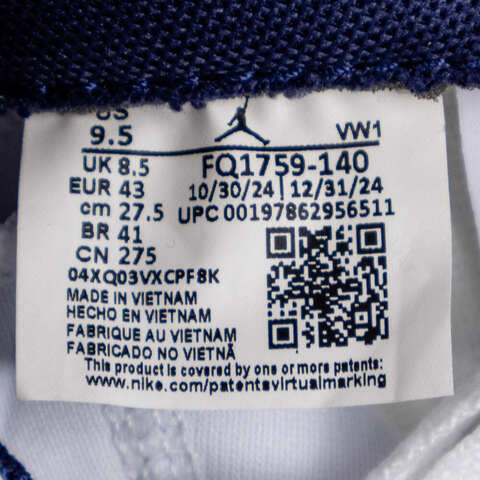 US
9.5
VW1
UK 8.5
FQ1759-140
EUR 43
10/30/24 | 12/31/24
cm 27.5
UPC 00197862956511
BR 41
CN 275
04XQ03VXCPF8K
MADE IN VIETNAM
HECHO EN VIETNAM
FABRIQUE AU VIETNAM
FABRICADO NO VIETNÃ
This product is covered by one or more patents:
www.nike.com/patentsvirtualmarking